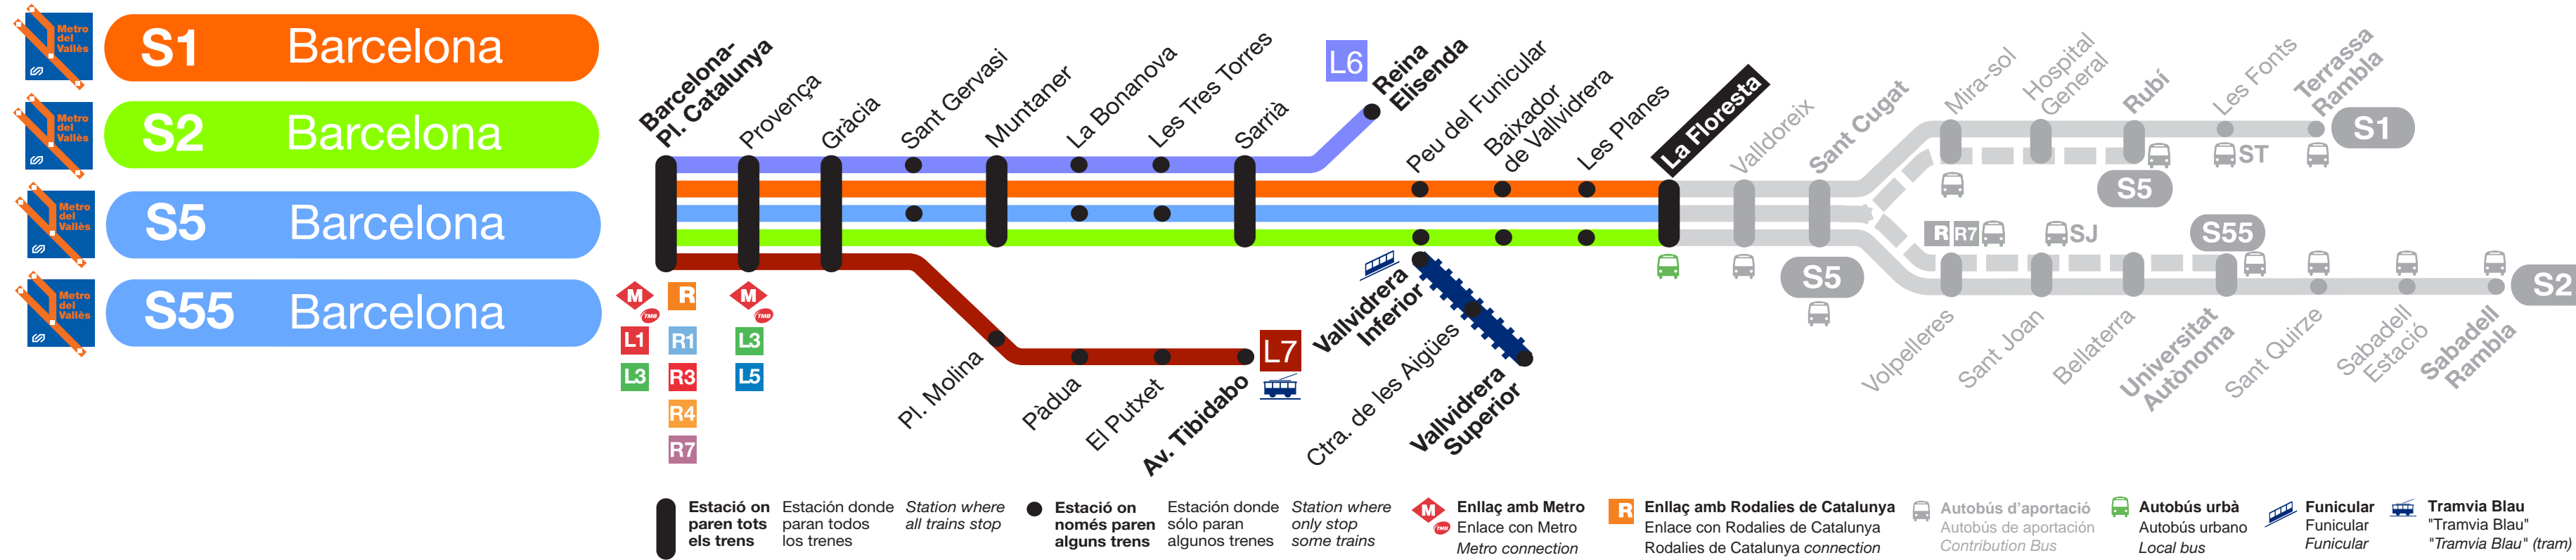 Metro
del
Vallès
S1 Barcelona
Metro
del
Vallès
S2 Barcelona
Metro
del
Vallès
S5 Barcelona
Metro
del
Vallès
S55 Barcelona
Barcelona-
Pl. Catalunya
Provença
Gràcia
Sant Gervasi
Muntaner
La Bonanova
Les Tres Torres
Sarrià
L6
Reina
Elisenda
Peu del Funicular
Baixador
de Vallvidrera
Les Planes
La Floresta
Valldoreix
Sant Cugat
Mira-sol
Hospital
General
Rubí
Les Fonts
Terrassa
Rambla
S1
ST
S5
R R7
SJ
S55
S5
S2
M
TMB
R
M
TMB
L1
R1
L3
L3
R3
L5
R4
R7
Pl. Molina
Pàdua
El Putxet
Av. Tibidabo
L7
Vallvidrera
Inferior
Ctra. de les Aigües
Vallvidrera
Superior
Volpelleres
Sant Joan
Bellaterra
Universitat
Autònoma
Sant Quirze
Sabadell
Estació
Sabadell
Rambla
Estació on
paren tots
els trens
Estación donde
paran todos
los trenes
Station where
all trains stop
Estació on
només paren
alguns trens
Estación donde
sólo paran
algunos trenes
Station where
only stop
some trains
M
TMB
Enllaç amb Metro
Enlace con Metro
Metro connection
R
Enllaç amb Rodalies de Catalunya
Enlace con Rodalies de Catalunya
Rodalies de Catalunya connection
Autobús d'aportació
Autobús de aportación
Contribution Bus
Autobús urbà
Autobús urbano
Local bus
Funicular
Funicular
Funicular
Tramvia Blau
"Tramvia Blau"
"Tramvia Blau" (tram)